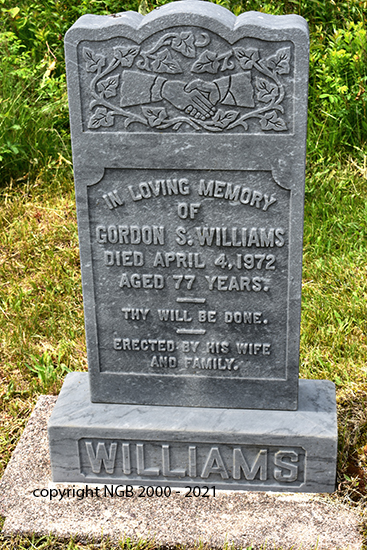 IN LOVING MEMORY
OF
GORDON S. WILLIAMS
DIED APRIL 4, 1972
AGED 77 YEARS.
THY WILL BE DONE.
ERECTED BY HIS WIFE
AND FAMILY.
WILLIAMS
copyright NGB 2000 - 2021